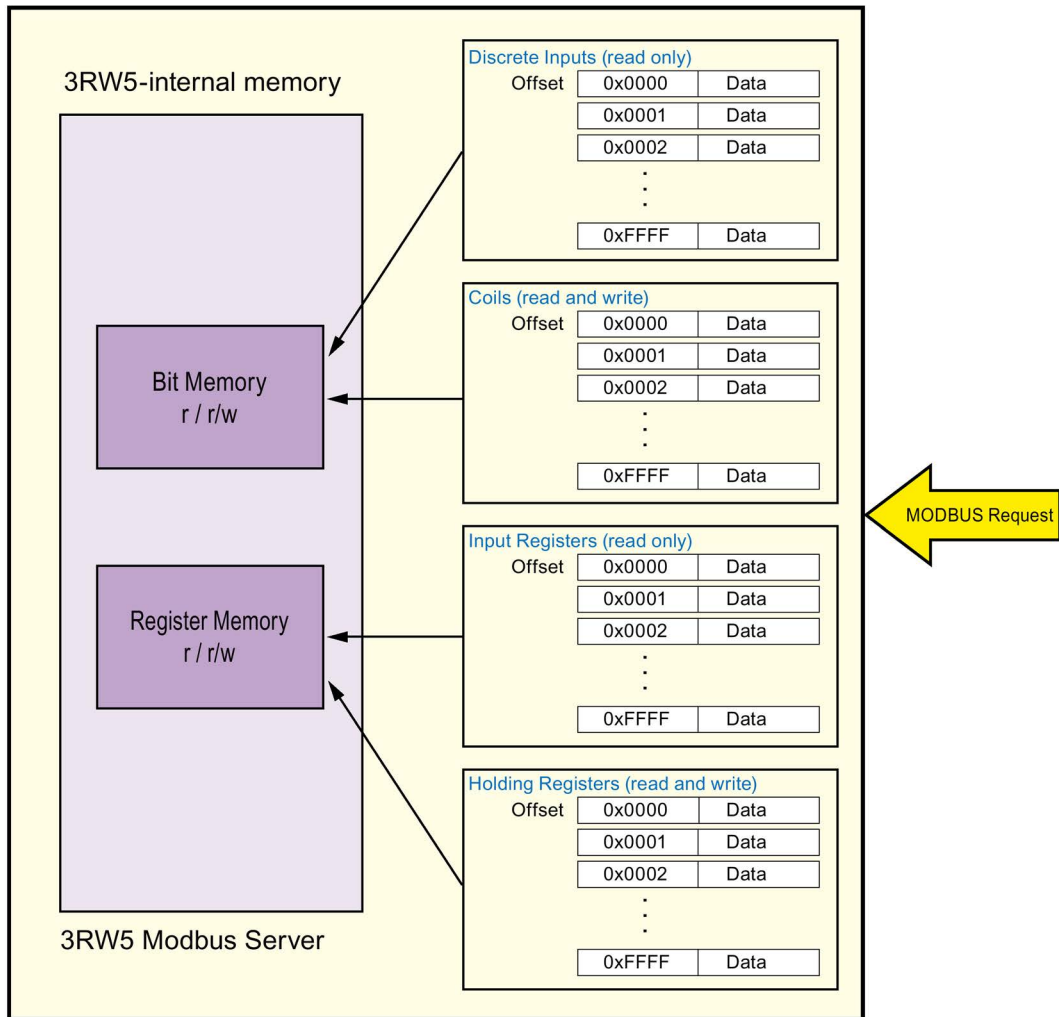 3RW5-internal memory
Bit Memory
r / r/w
Register Memory
r / r/w
3RW5 Modbus Server
Discrete Inputs (read only)
Offset 0x0000 Data
0x0001 Data
0x0002 Data
0xFFFF Data
Coils (read and write)
Offset 0x0000 Data
0x0001 Data
0x0002 Data
0xFFFF Data
Input Registers (read only)
Offset 0x0000 Data
0x0001 Data
0x0002 Data
0xFFFF Data
Holding Registers (read and write)
Offset 0x0000 Data
0x0001 Data
0x0002 Data
0xFFFF Data
MODBUS Request